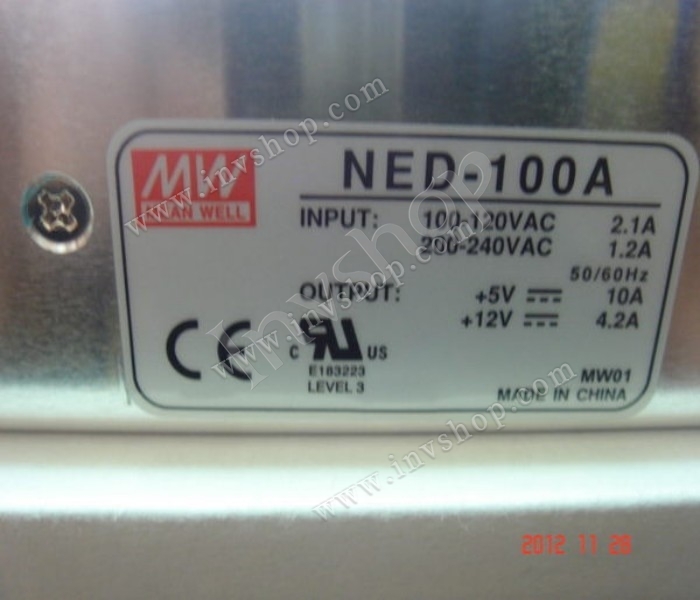 MW
MEAN WELL
NED-100A
INPUT: 100-120VAC 2.1A
200-240VAC 1.2A
50/60Hz
OUTPUT: +5V 10A
+12V 4.2A
CE
C RU US
E183223
LEVEL 3
MW01
MADE IN CHINA
www.invshop.com
www.invshop.com
invshop
www.invshop.com
www.invshop.com
2012 11 28